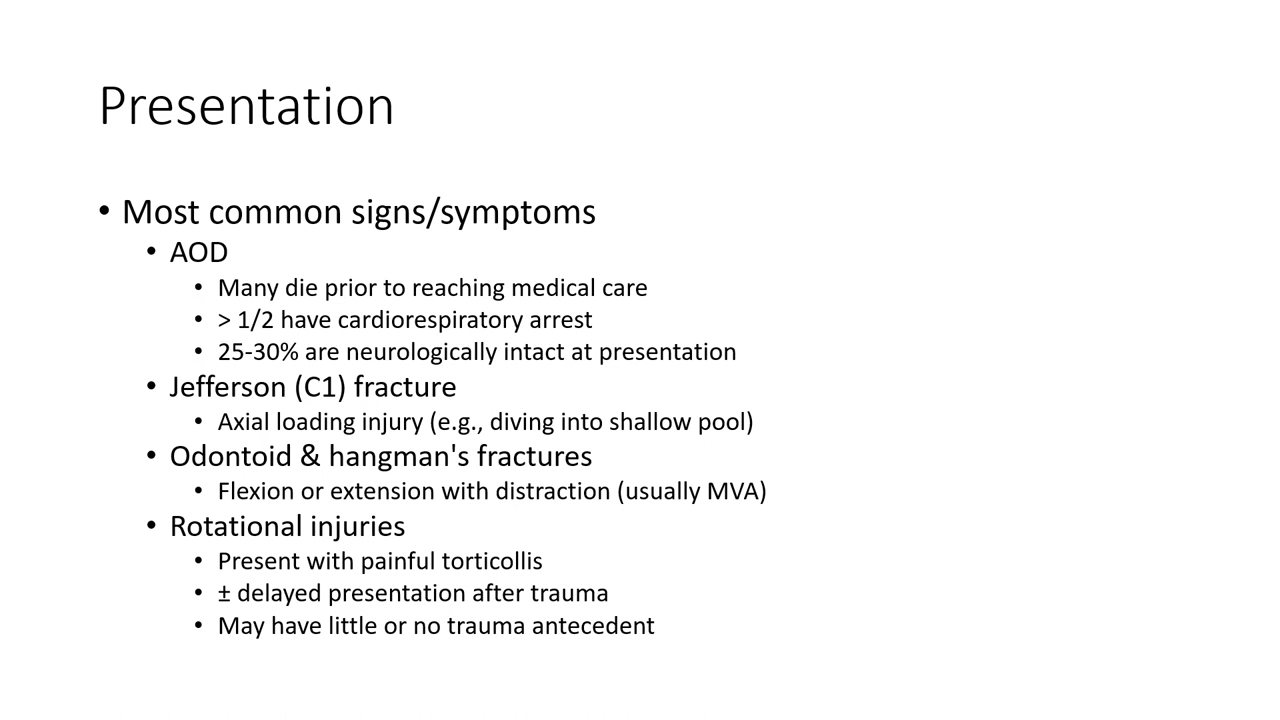 Presentation
• Most common signs/symptoms
• AOD
• Many die prior to reaching medical care
• > 1/2 have cardiorespiratory arrest
• 25-30% are neurologically intact at presentation
• Jefferson (C1) fracture
• Axial loading injury (e.g., diving into shallow pool)
• Odontoid & hangman's fractures
• Flexion or extension with distraction (usually MVA)
• Rotational injuries
• Present with painful torticollis
• ± delayed presentation after trauma
• May have little or no trauma antecedent